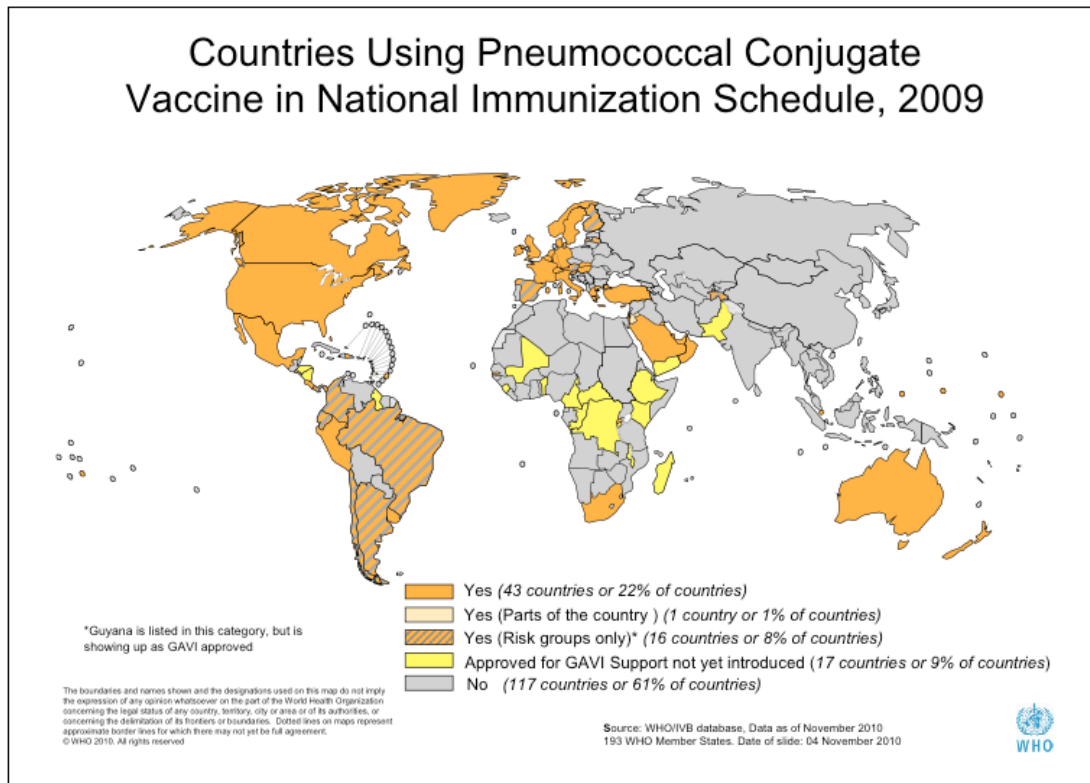 Countries Using Pneumococcal Conjugate
Vaccine in National Immunization Schedule, 2009
Yes (43 countries or 22% of countries)
Yes (Parts of the country ) (1 country or 1% of countries)
Yes (Risk groups only)* (16 countries or 8% of countries)
Approved for GAVI Support not yet introduced (17 countries or 9% of countries)
No (117 countries or 61% of countries)
*Guyana is listed in this category, but is
showing up as GAVI approved
The boundaries and names shown and the designations used on this map do not imply
the expression of any opinion whatsoever on the part of the World Health Organization
concerning the legal status of any country, territory, city or area or of its authorities, or
concerning the delimitation of its frontiers or boundaries. Dotted lines on maps represent
approximate border lines for which there may not yet be full agreement.
© WHO 2010. All rights reserved
Source: WHO/IVB database, Data as of November 2010
193 WHO Member States. Date of slide: 04 November 2010
WHO